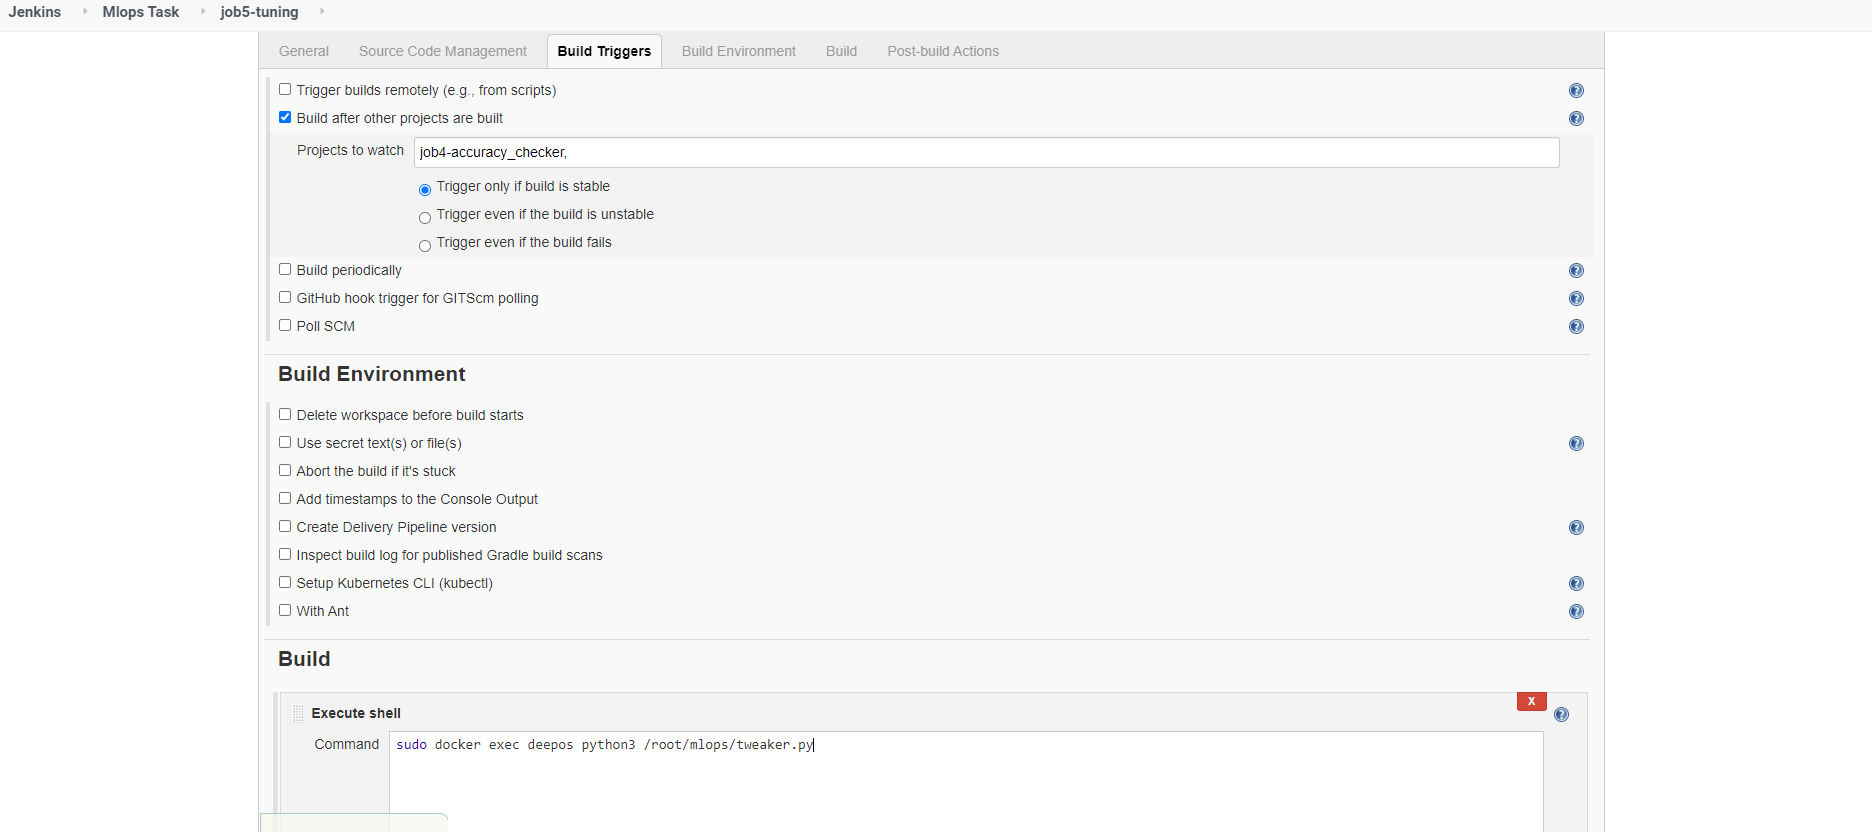 Jenkins Mlops Task job5-tuning
General Source Code Management Build Triggers Build Environment Build Post-build Actions
Trigger builds remotely (e.g., from scripts)
Build after other projects are built
Projects to watch job4-accuracy_checker,
Trigger only if build is stable
Trigger even if the build is unstable
Trigger even if the build fails
Build periodically
GitHub hook trigger for GITScm polling
Poll SCM
Build Environment
Delete workspace before build starts
Use secret text(s) or file(s)
Abort the build if it's stuck
Add timestamps to the Console Output
Create Delivery Pipeline version
Inspect build log for published Gradle build scans
Setup Kubernetes CLI (kubectl)
With Ant
Build
X
Execute shell
Command sudo docker exec deepos python3 /root/mlops/tweaker.py